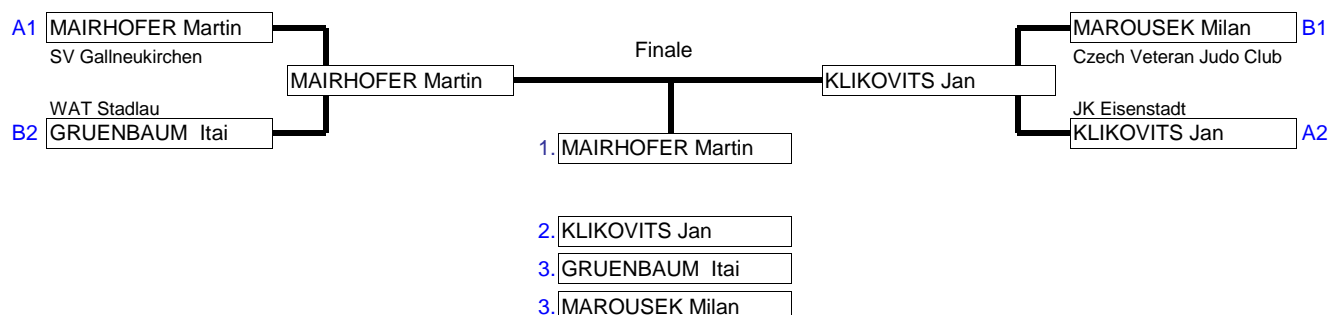 A1 MAIRHOFER Martin
SV Gallneukirchen
MAROUSEK Milan B1
Czech Veteran Judo Club
Finale
MAIRHOFER Martin
KLIKOVITS Jan
WAT Stadlau
B2 GRUENBAUM  Itai
JK Eisenstadt
KLIKOVITS Jan A2
1. MAIRHOFER Martin
2. KLIKOVITS Jan
3. GRUENBAUM  Itai
3. MAROUSEK Milan